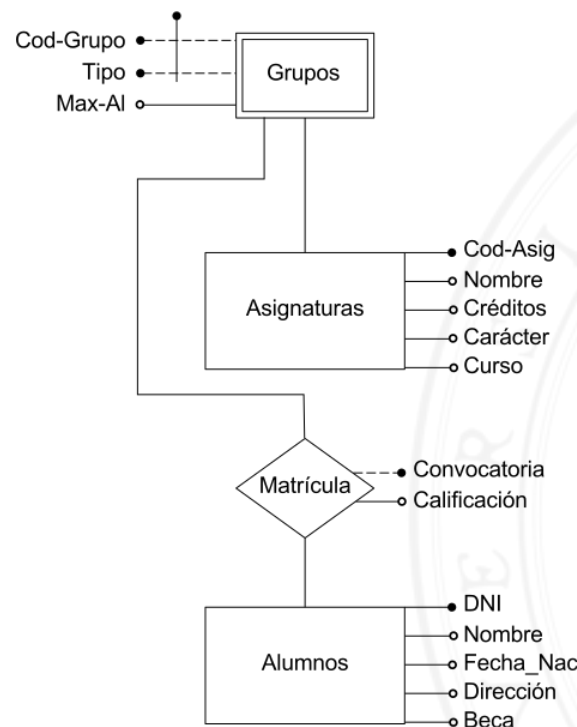 Cod-Grupo
Tipo
Max-Al
Grupos
Asignaturas
Cod-Asig
Nombre
Créditos
Carácter
Curso
Matrícula
Convocatoria
Calificación
Alumnos
DNI
Nombre
Fecha_Nac
Dirección
Beca